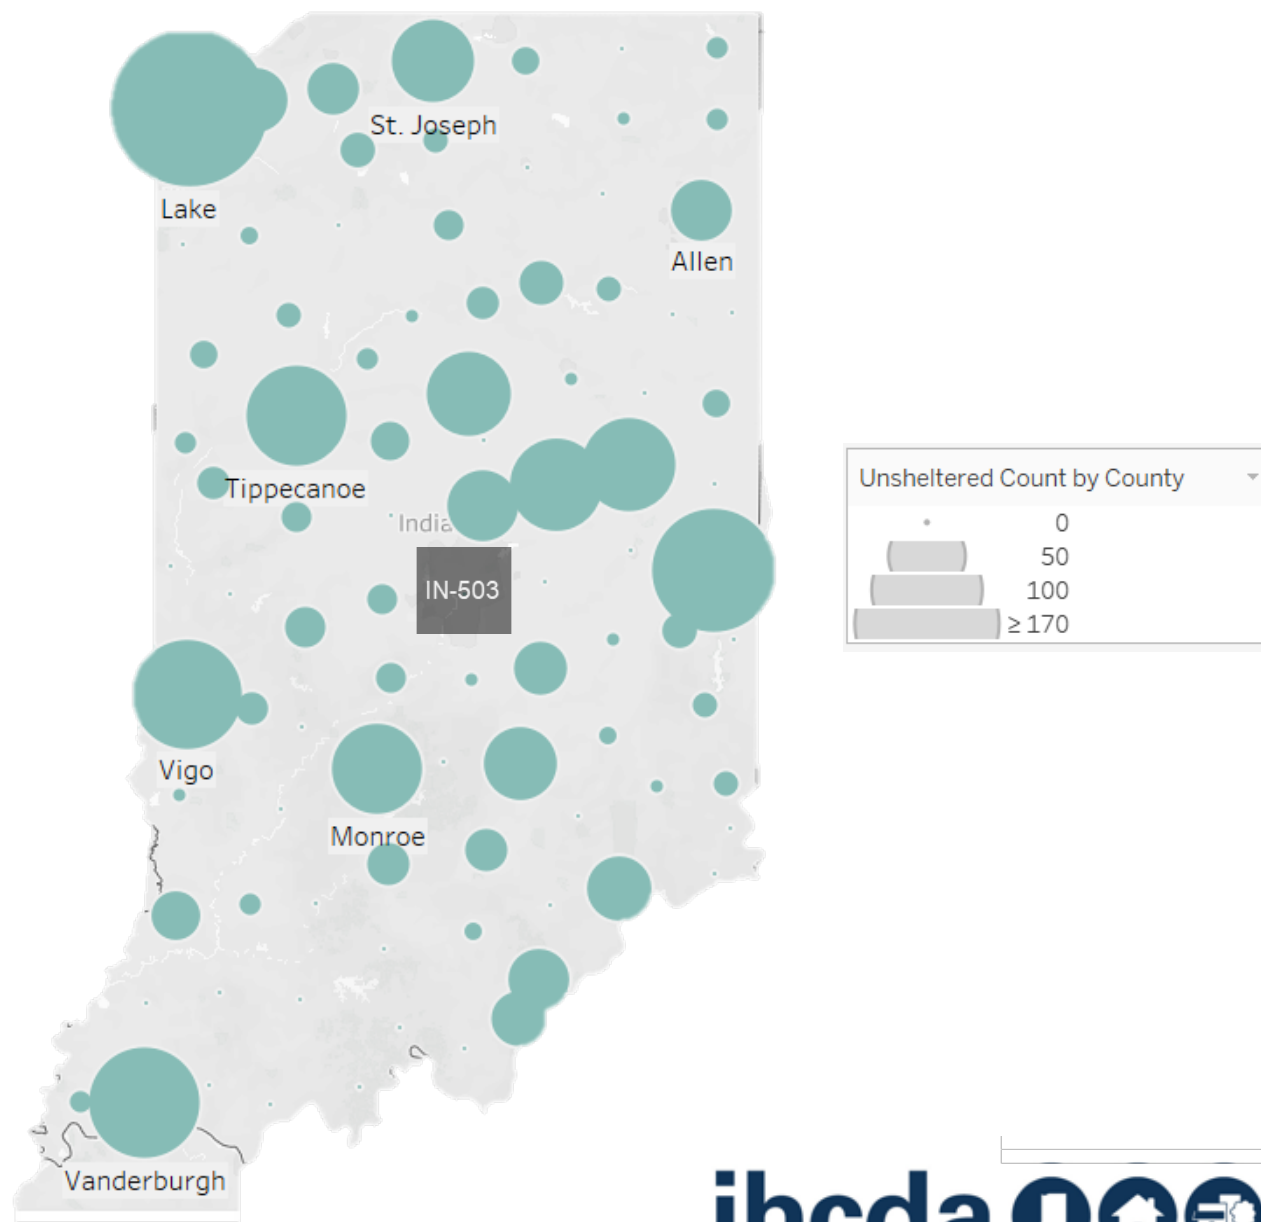 St. Joseph
Lake
Allen
Tippecanoe
India
IN-503
Unsheltered Count by County
0
50
100
≥ 170
Vigo
Monroe
Vanderburgh
ihcda